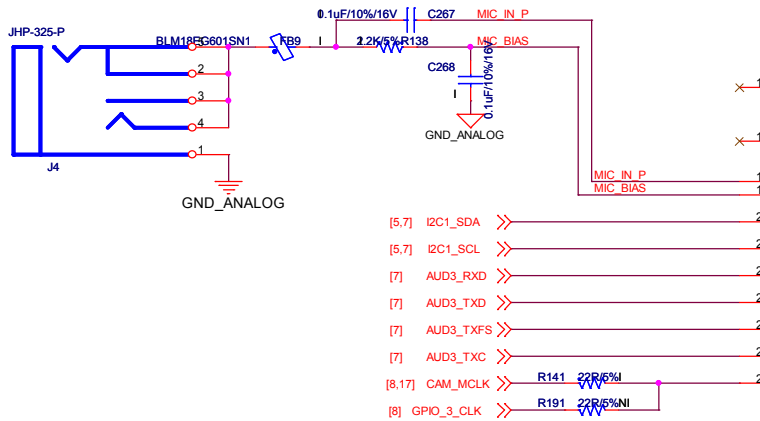 0.1uF/10%/16V C267 MIC_IN_P
JHP-325-P
BLM18EG601SN1 FB9 I 2.2K/5% R138 MIC_BIAS
5
2
3
4
1
C268
I
0.1uF/10%/16V
GND_ANALOG
J4
GND_ANALOG
MIC_IN_P
MIC_BIAS
[5,7] I2C1_SDA
[5,7] I2C1_SCL
[7] AUD3_RXD
[7] AUD3_TXD
[7] AUD3_TXFS
[7] AUD3_TXC
[8,17] CAM_MCLK R141 22R/5% I
[8] GPIO_3_CLK R191 22R/5% NI